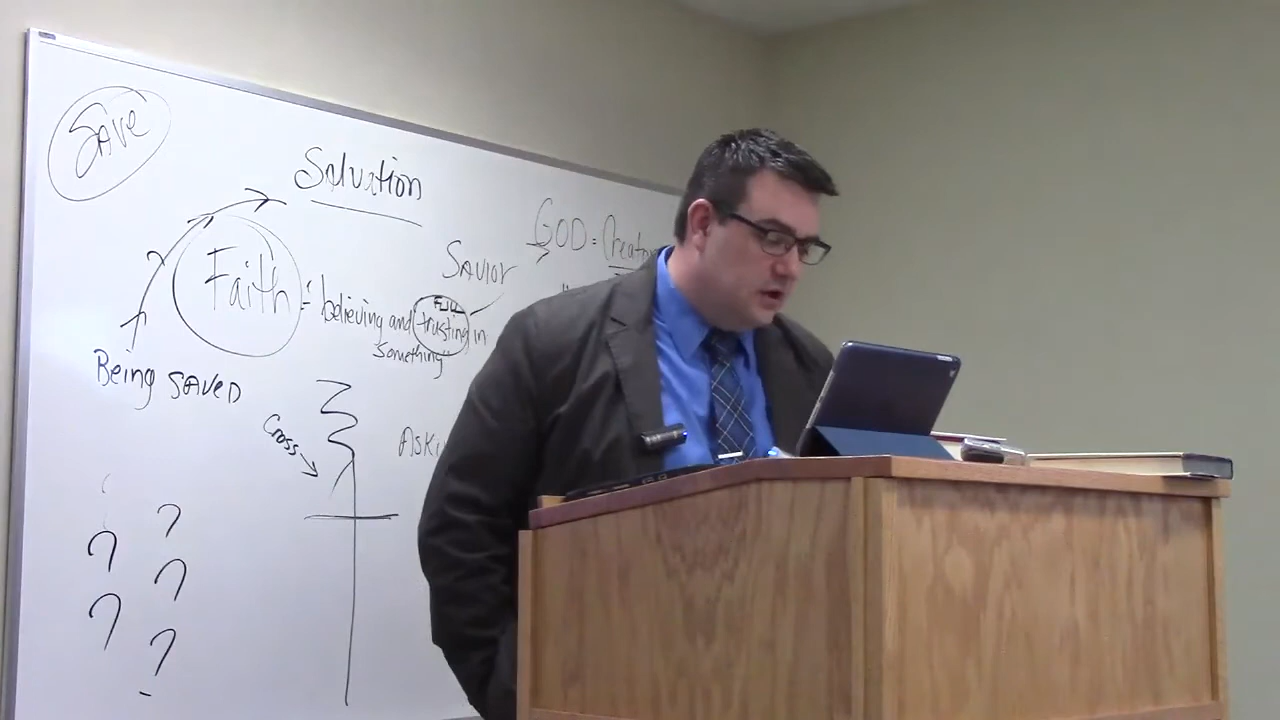 SAVE
Salvation
GOD = Creator
SAVIOR
Faith = believing and FULL trusting in
something"
Being SAVED
Cross
? ?
? ?
?